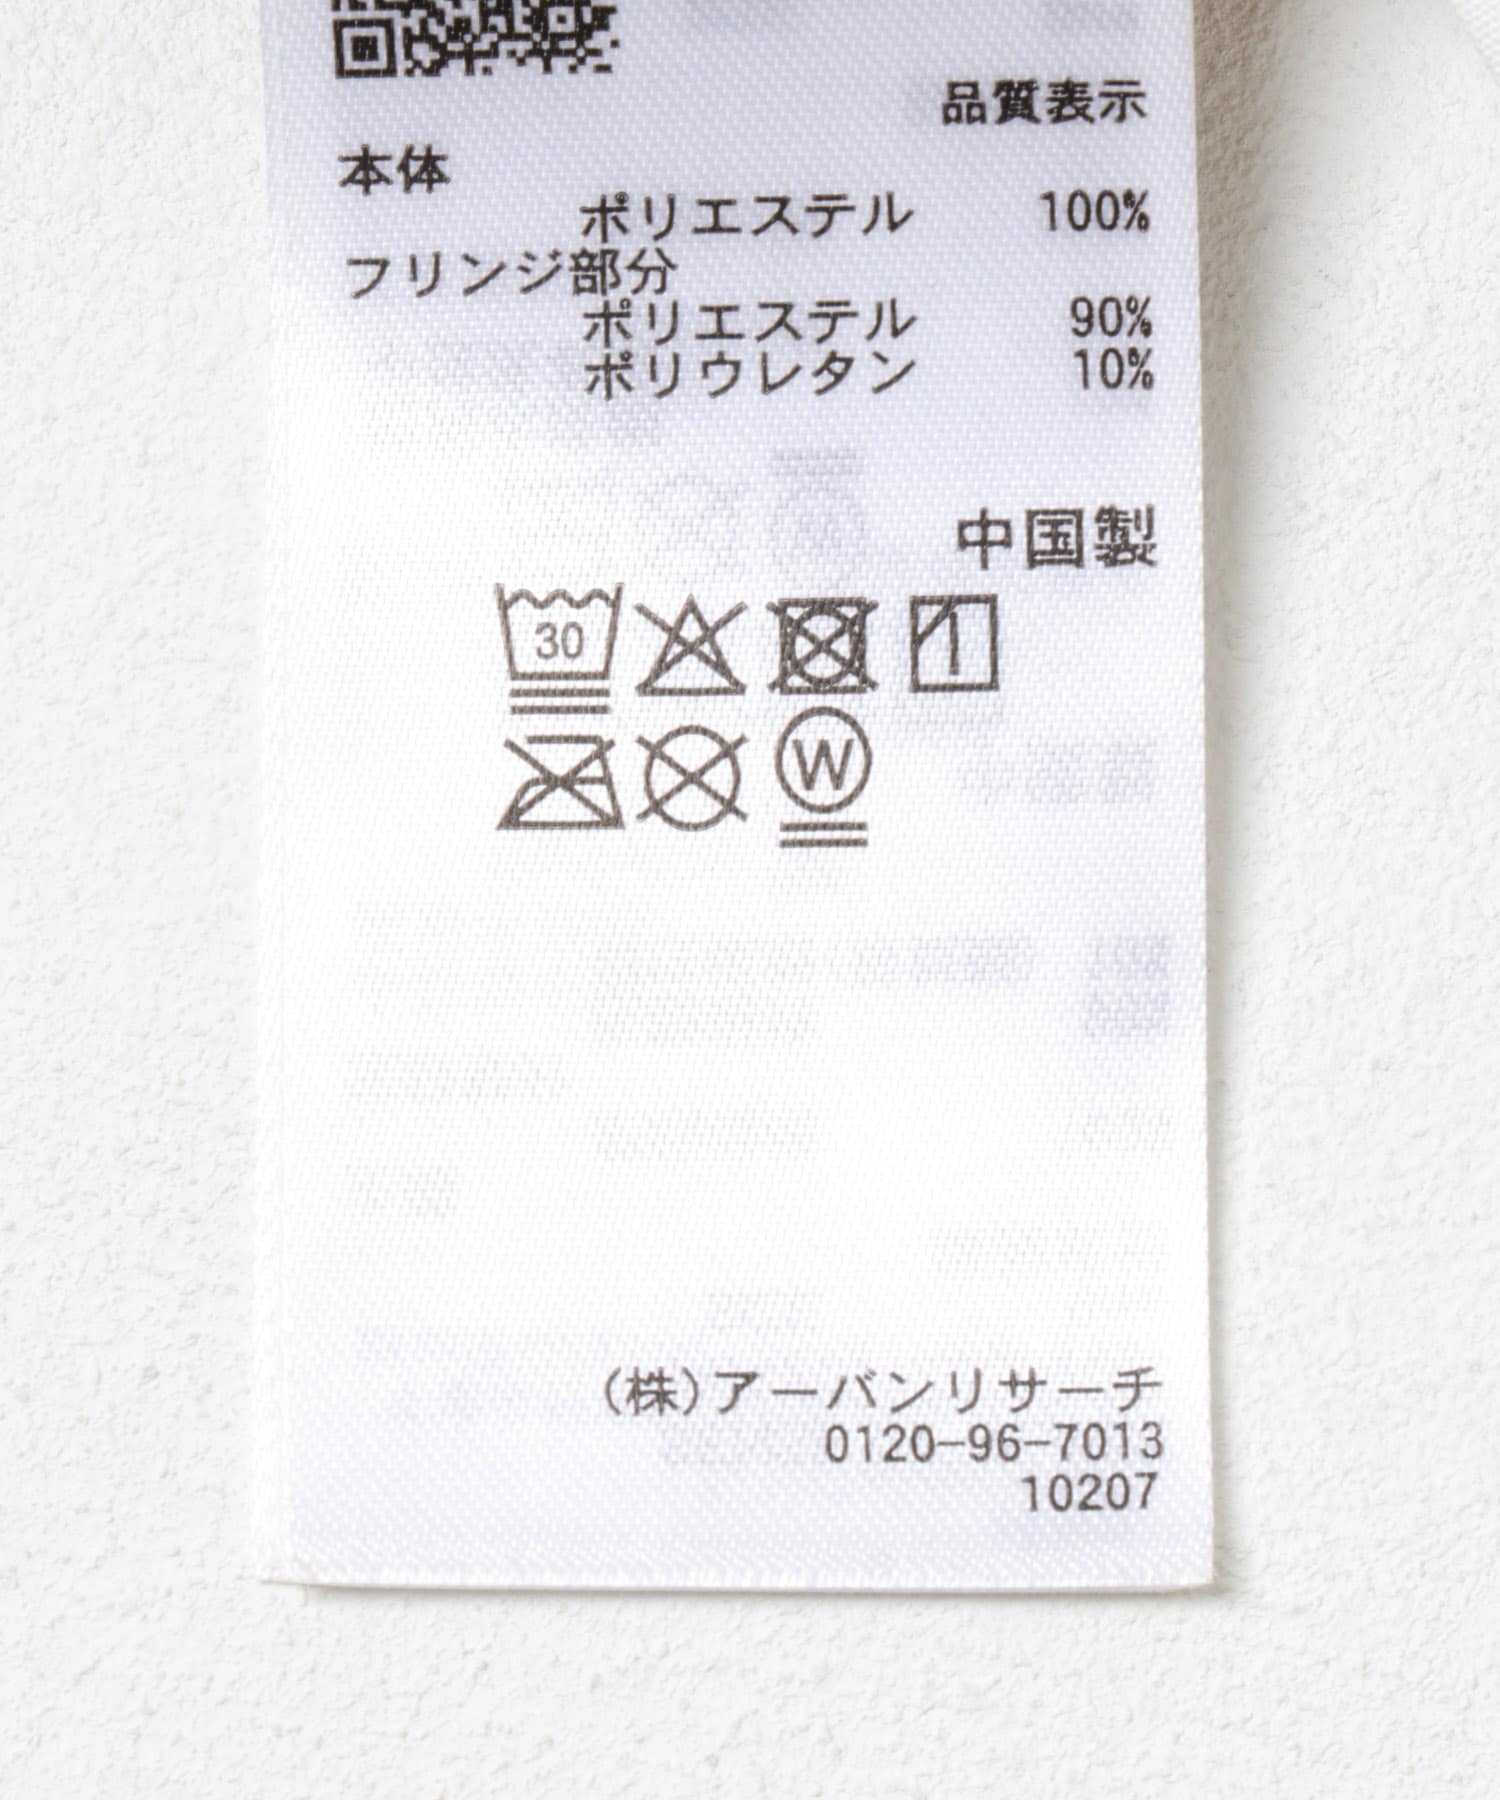 品質表示
本体
ポリエステル 100%
フリンジ部分
ポリエステル 90%
ポリウレタン 10%
中国製
30
W
(株)アーバンリサーチ
0120-96-7013
10207